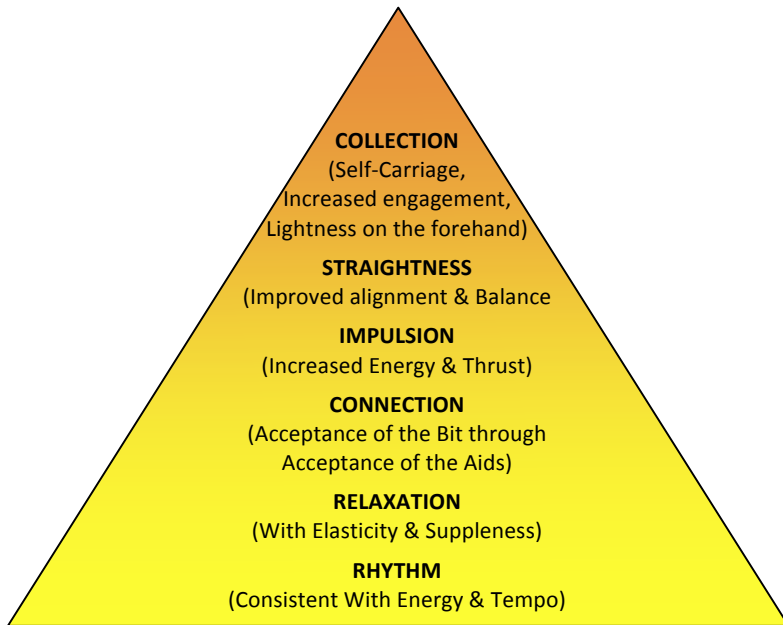 COLLECTION
(Self-Carriage,
Increased engagement,
Lightness on the forehand)
STRAIGHTNESS
(Improved alignment & Balance
IMPULSION
(Increased Energy & Thrust)
CONNECTION
(Acceptance of the Bit through
Acceptance of the Aids)
RELAXATION
(With Elasticity & Suppleness)
RHYTHM
(Consistent With Energy & Tempo)